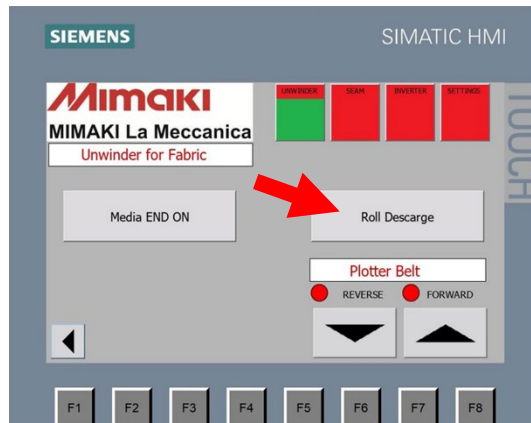 SIEMENS
SIMATIC HMI
TOUCH
Mimaki
MIMAKI La Meccanica
Unwinder for Fabric
UNWINDER
SEAM
INVERTER
SETTINGS
Media END ON
Roll Descarge
Plotter Belt
REVERSE
FORWARD
F1
F2
F3
F4
F5
F6
F7
F8